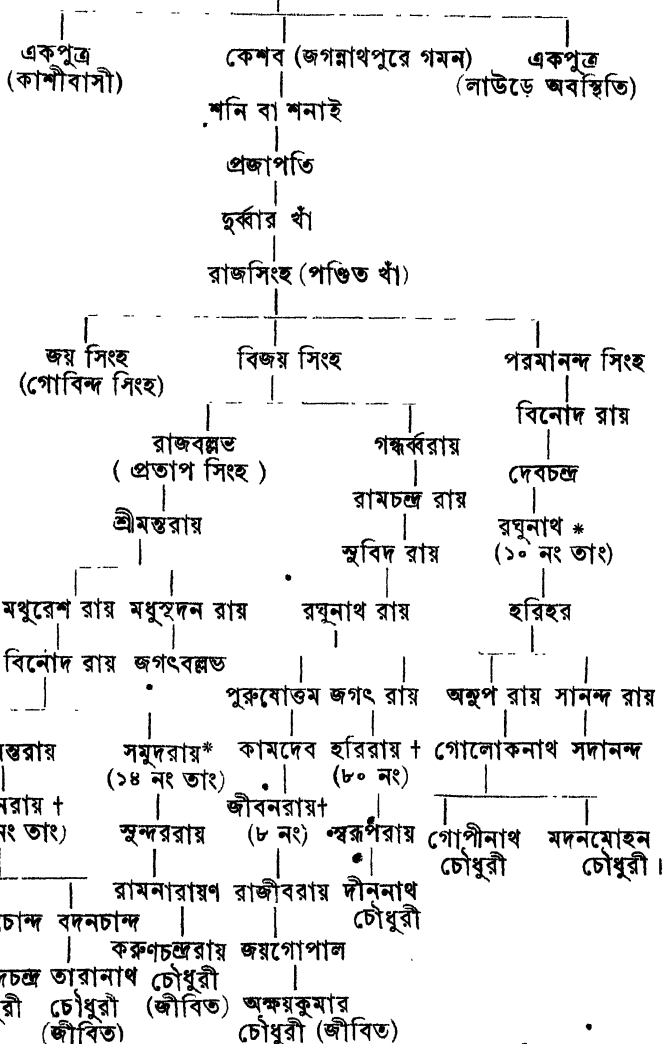 একপুত্র কেশব (জগন্নাথপুরে গমন) একপুত্র
(কাশীবাসী) (লাউড়ে অবস্থিতি)
শনি বা শনাই
প্রজাপতি
দুর্ব্বার খাঁ
রাজসিংহ (পণ্ডিত খাঁ)
জয় সিংহ বিজয় সিংহ পরমানন্দ সিংহ
(গোবিন্দ সিংহ)
বিনোদ রায়
রাজবল্লভ গন্ধর্ব্বরায়
( প্রতাপ সিংহ ) দেবচন্দ্র
রামচন্দ্র রায়
শ্রীমন্তরায় রঘুনাথ *
সুবিদ রায় (১০ নং তাং)
মথুরেশ রায় মধুসূদন রায় রঘুনাথ রায় হরিহর
বিনোদ রায় জগৎবল্লভ
পুরুষোত্তম জগৎ রায় অনুপ রায় সানন্দ রায়
ন্তরায় সমুদরায়* কামদেব হরিরায় † গোলোকনাথ সদানন্দ
(১৪ নং তাং) (৮০ নং)
নরায় † জীবনরায়†
নং তাং) সুন্দররায় (৮ নং) স্বরূপরায় গোপীনাথ মদনমোহন
চৌধুরী চৌধুরী।
রামনারায়ণ রাজীবরায় দীননাথ
চান্দ বদনচান্দ চৌধুরী
করুণচন্দ্ররায় জয়গোপাল
চন্দ্র তারানাথ চৌধুরী
রী চৌধুরী (জীবিত) অক্ষয়কুমার
(জীবিত) চৌধুরী (জীবিত)